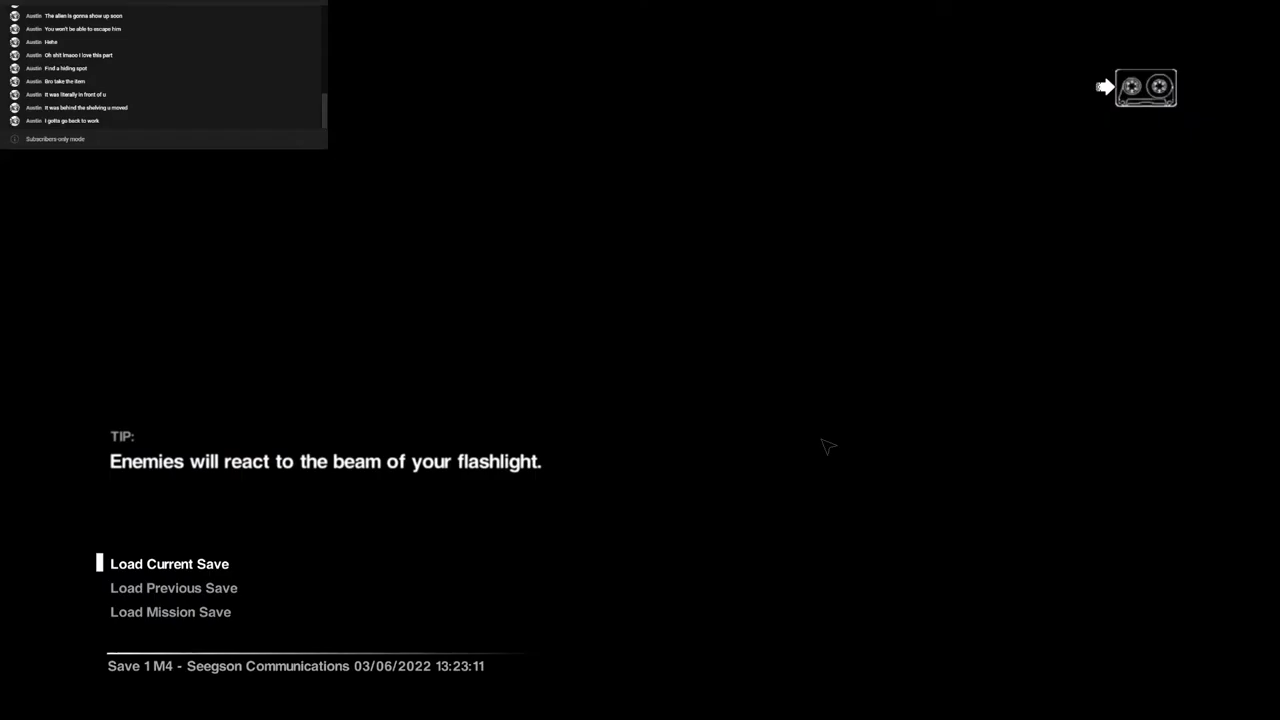 Austin The alien is gonna show up soon
Austin You won't be able to escape him
Austin Hehe
Austin Oh shit lmaoo I love this part
Austin Find a hiding spot
Austin Bro take the item
Austin It was literally in front of u
Austin It was behind the shelving u moved
Austin I gotta go back to work
Subscribers-only mode
TIP:
Enemies will react to the beam of your flashlight.
Load Current Save
Load Previous Save
Load Mission Save
Save 1 M4 - Seegson Communications 03/06/2022 13:23:11